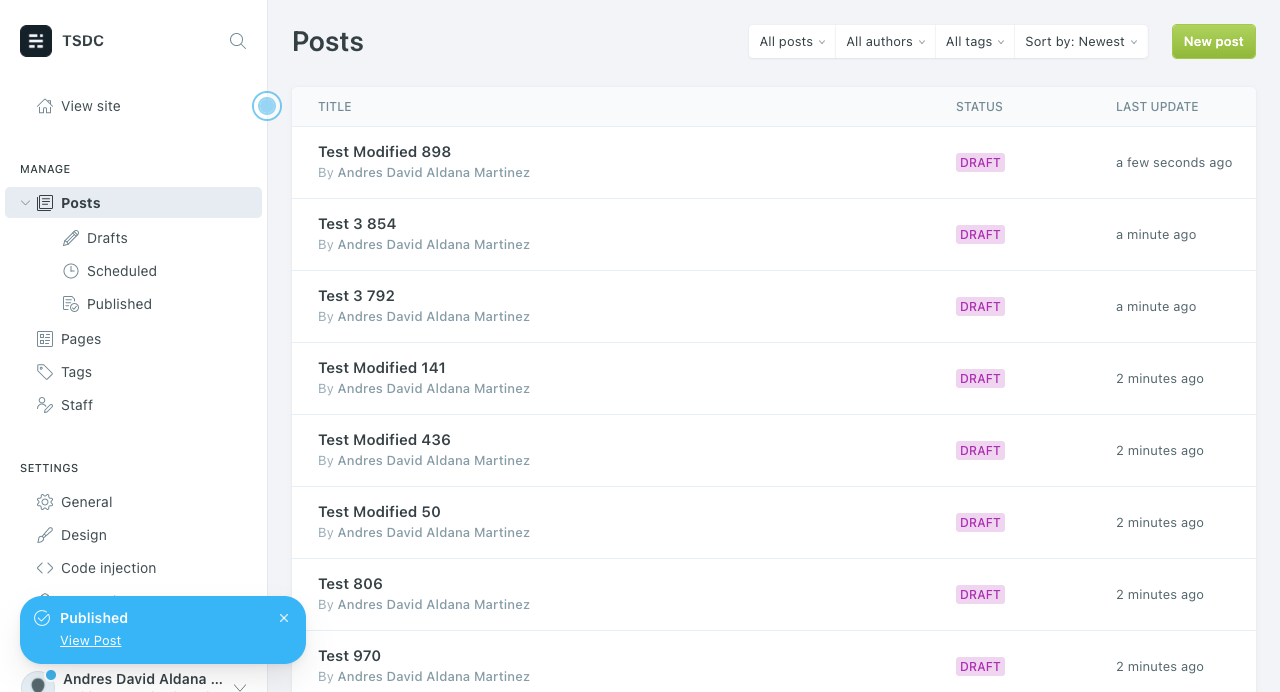 TSDC
View site
MANAGE
Posts
Drafts
Scheduled
Published
Pages
Tags
Staff
SETTINGS
General
Design
Code injection
Published
View Post
Andres David Aldana ...
Posts
All posts
All authors
All tags
Sort by: Newest
New post
TITLE STATUS LAST UPDATE
Test Modified 898
By Andres David Aldana Martinez
DRAFT
a few seconds ago
Test 3 854
By Andres David Aldana Martinez
DRAFT
a minute ago
Test 3 792
By Andres David Aldana Martinez
DRAFT
a minute ago
Test Modified 141
By Andres David Aldana Martinez
DRAFT
2 minutes ago
Test Modified 436
By Andres David Aldana Martinez
DRAFT
2 minutes ago
Test Modified 50
By Andres David Aldana Martinez
DRAFT
2 minutes ago
Test 806
By Andres David Aldana Martinez
DRAFT
2 minutes ago
Test 970
By Andres David Aldana Martinez
DRAFT
2 minutes ago